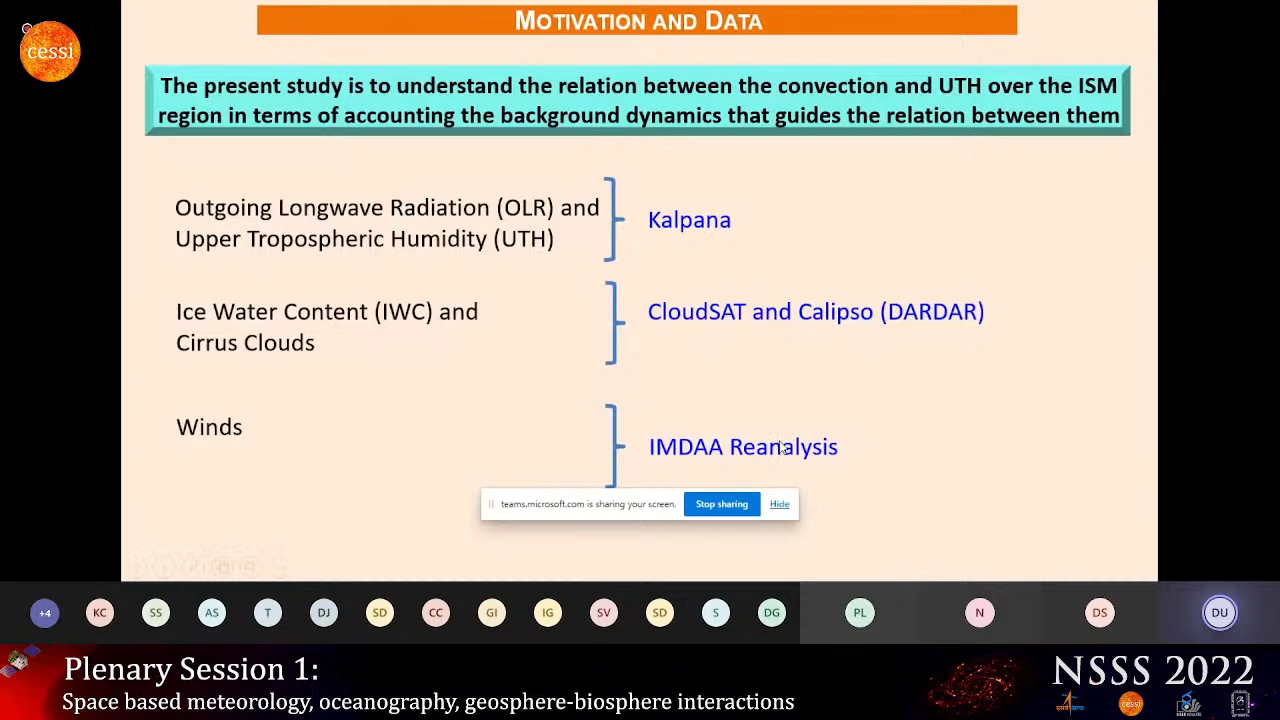 MOTIVATION AND DATA
cessi
The present study is to understand the relation between the convection and UTH over the ISM
region in terms of accounting the background dynamics that guides the relation between them
Outgoing Longwave Radiation (OLR) and
Upper Tropospheric Humidity (UTH)
Kalpana
Ice Water Content (IWC) and
Cirrus Clouds
CloudSAT and Calipso (DARDAR)
Winds
IMDAA Reanalysis
teams.microsoft.com is sharing your screen.
Stop sharing
Hide
+4 KC SS AS T DJ SD CC GI IG SV SD S DG PL N DS DU
Plenary Session 1:
Space based meteorology, oceanography, geosphere-biosphere interactions
NSSS 2022
cessi